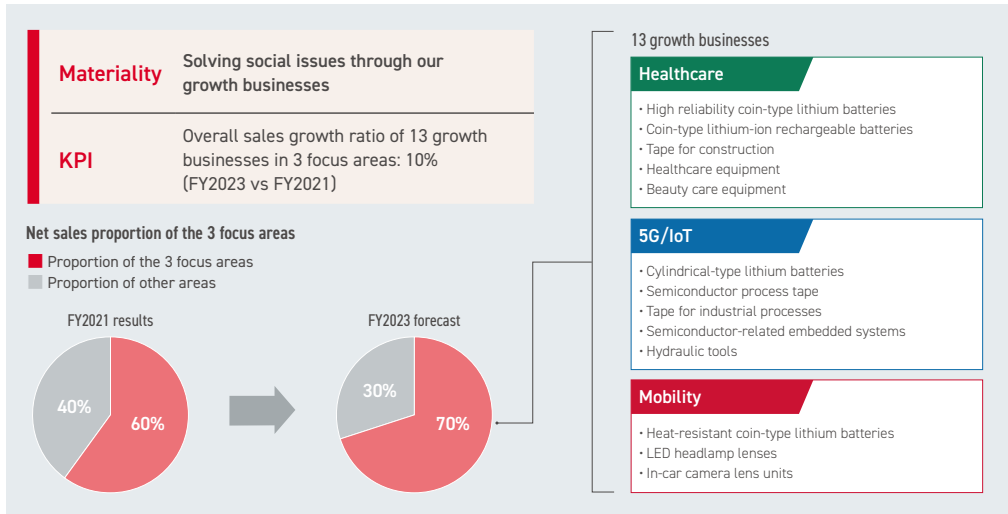 Materiality
Solving social issues through our
growth businesses
KPI
Overall sales growth ratio of 13 growth
businesses in 3 focus areas: 10%
(FY2023 vs FY2021)
Net sales proportion of the 3 focus areas
Proportion of the 3 focus areas
Proportion of other areas
FY2021 results
40%
60%
FY2023 forecast
30%
70%
13 growth businesses
Healthcare
・High reliability coin-type lithium batteries
・Coin-type lithium-ion rechargeable batteries
・Tape for construction
・Healthcare equipment
・Beauty care equipment
5G/IoT
・Cylindrical-type lithium batteries
・Semiconductor process tape
・Tape for industrial processes
・Semiconductor-related embedded systems
・Hydraulic tools
Mobility
・Heat-resistant coin-type lithium batteries
・LED headlamp lenses
・In-car camera lens units